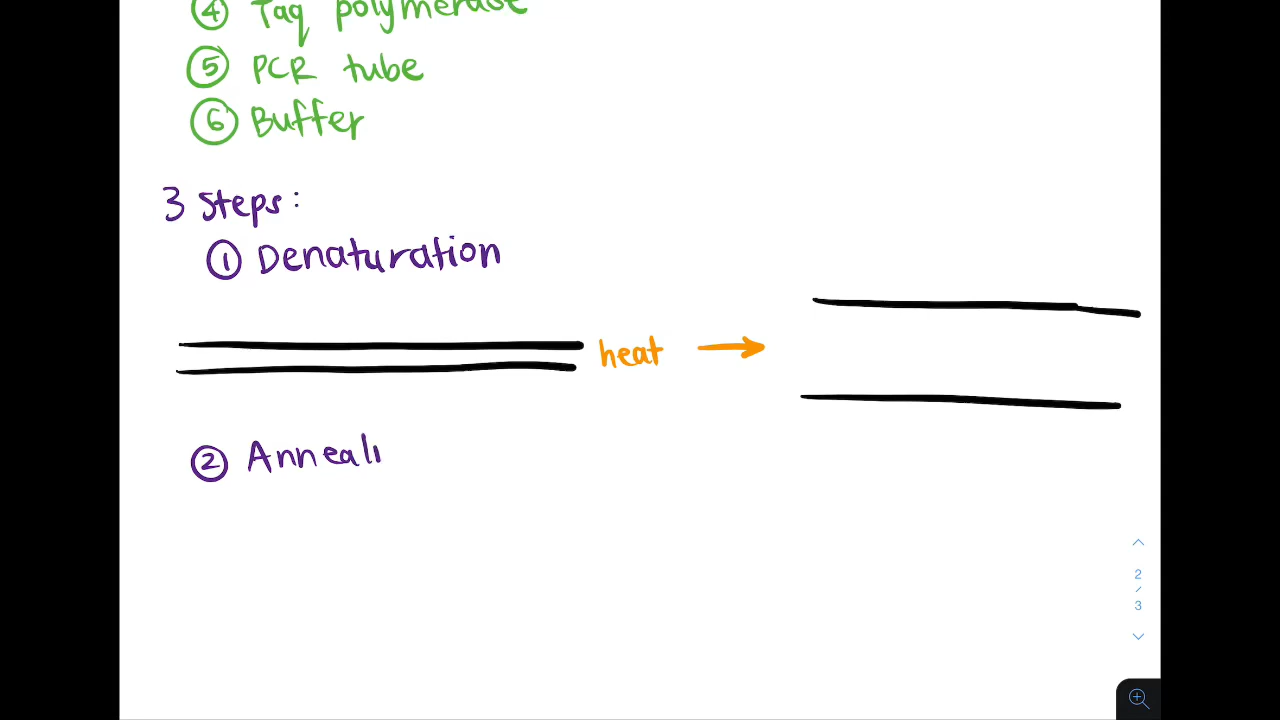 ④ Taq polymerase
⑤ PCR tube
⑥ Buffer
3 Steps:
① Denaturation
heat
② Anneali
2
/
3